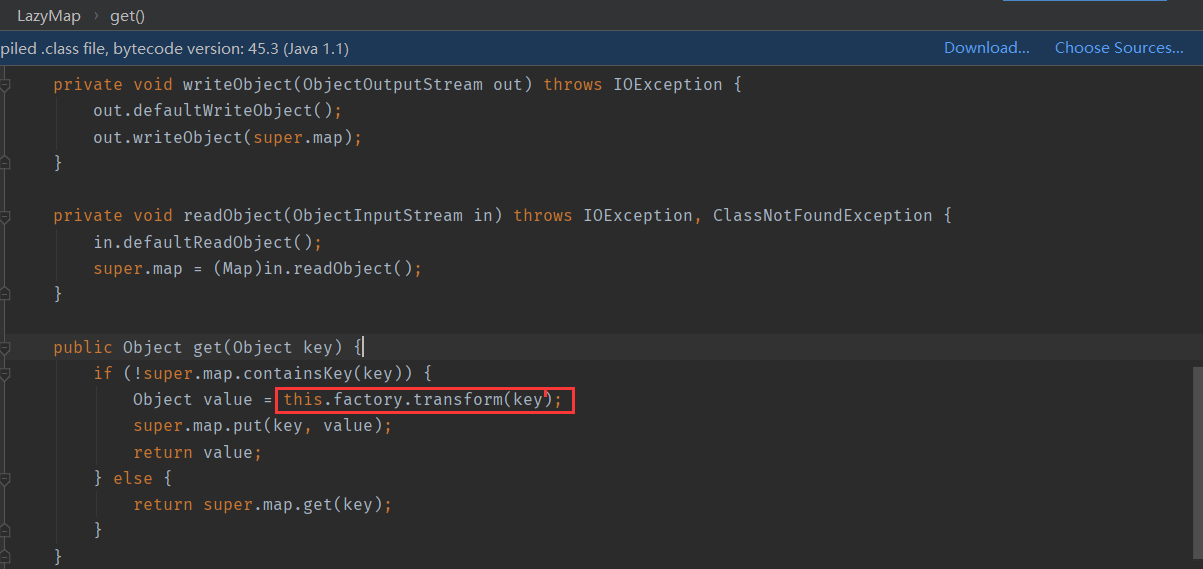 LazyMap › get()
piled .class file, bytecode version: 45.3 (Java 1.1) Download... Choose Sources...
private void writeObject(ObjectOutputStream out) throws IOException {
out.defaultWriteObject();
out.writeObject(super.map);
}
private void readObject(ObjectInputStream in) throws IOException, ClassNotFoundException {
in.defaultReadObject();
super.map = (Map)in.readObject();
}
public Object get(Object key) {
if (!super.map.containsKey(key)) {
Object value = this.factory.transform(key);
super.map.put(key, value);
return value;
} else {
return super.map.get(key);
}
}